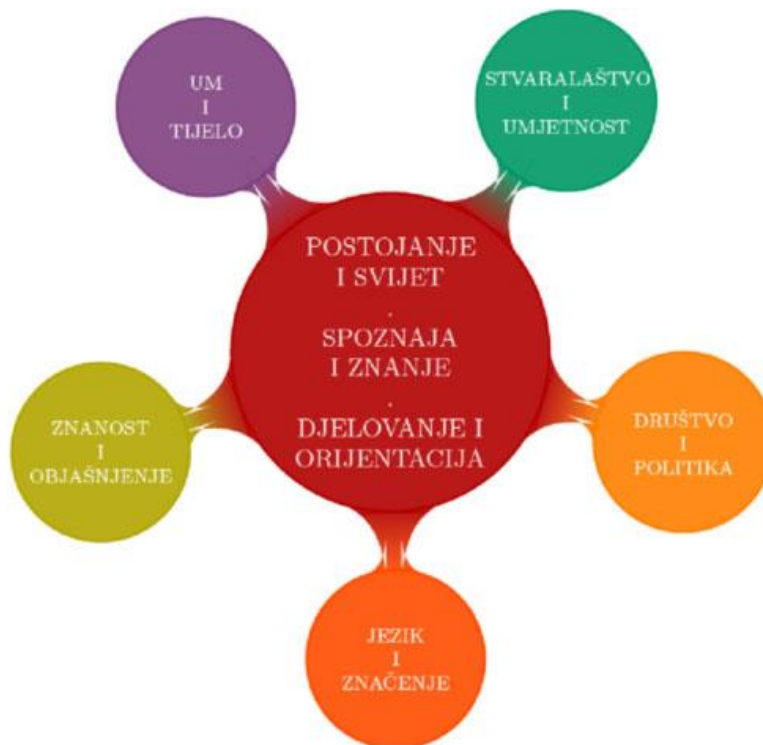 UM
I
TIJELO
STVARALAŠTVO
I
UMJETNOST
POSTOJANJE
I SVIJET
.
SPOZNAJA
I ZNANJE
.
DJELOVANJE I
ORIJENTACIJA
ZNANOST
I
OBJAŠNJENJE
DRUŠTVO
I
POLITIKA
JEZIK
I
ZNAČENJE